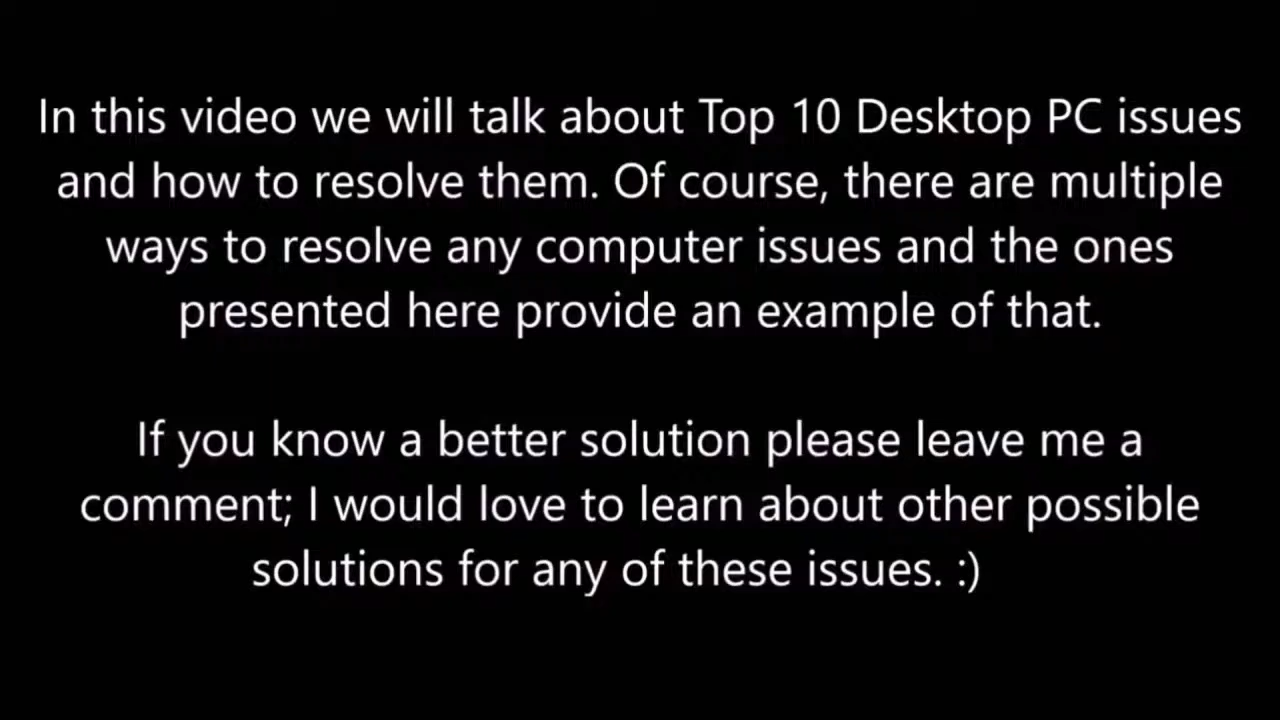 In this video we will talk about Top 10 Desktop PC issues
and how to resolve them. Of course, there are multiple
ways to resolve any computer issues and the ones
presented here provide an example of that.
If you know a better solution please leave me a
comment; I would love to learn about other possible
solutions for any of these issues. :)